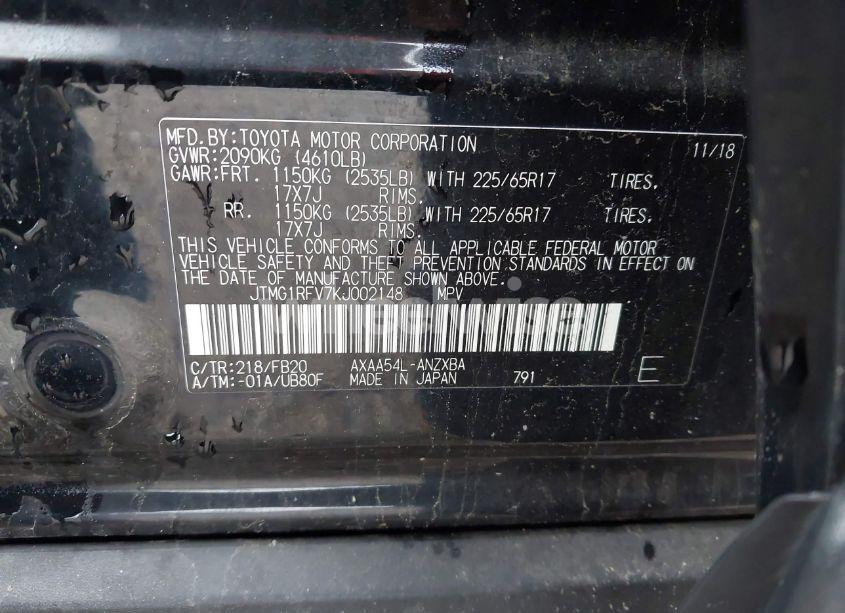 MFD.BY:TOYOTA MOTOR CORPORATION 11/18
GVWR:2090KG (4610LB)
GAWR:FRT. 1150KG (2535LB) WITH 225/65R17 TIRES.
17X7J RIMS.
RR. 1150KG (2535LB) WITH 225/65R17 TIRES.
17X7J RIMS.
THIS VEHICLE CONFORMS TO ALL APPLICABLE FEDERAL MOTOR
VEHICLE SAFETY AND THEFT PREVENTION STANDARDS IN EFFECT ON
THE DATE OF MANUFACTURE SHOWN ABOVE.
JTMG1RFV7KJ002148 MPV
C/TR:218/FB20 AXAA54L-ANZXBA
A/TM:-01A/UB80F MADE IN JAPAN 791 E